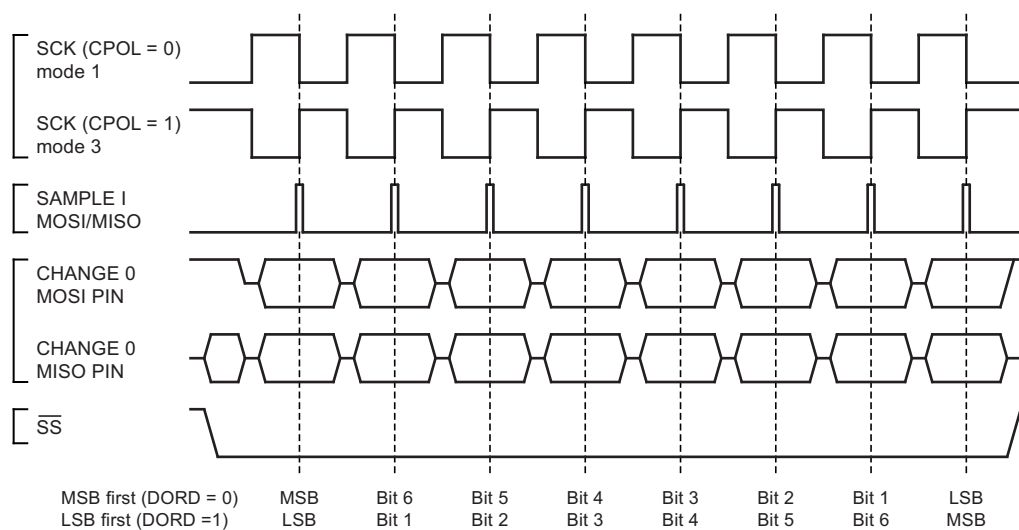 SCK (CPOL = 0)
mode 1
SCK (CPOL = 1)
mode 3
SAMPLE I
MOSI/MISO
CHANGE 0
MOSI PIN
CHANGE 0
MISO PIN
SS
MSB first (DORD = 0) MSB Bit 6 Bit 5 Bit 4 Bit 3 Bit 2 Bit 1 LSB
LSB first (DORD =1) LSB Bit 1 Bit 2 Bit 3 Bit 4 Bit 5 Bit 6 MSB